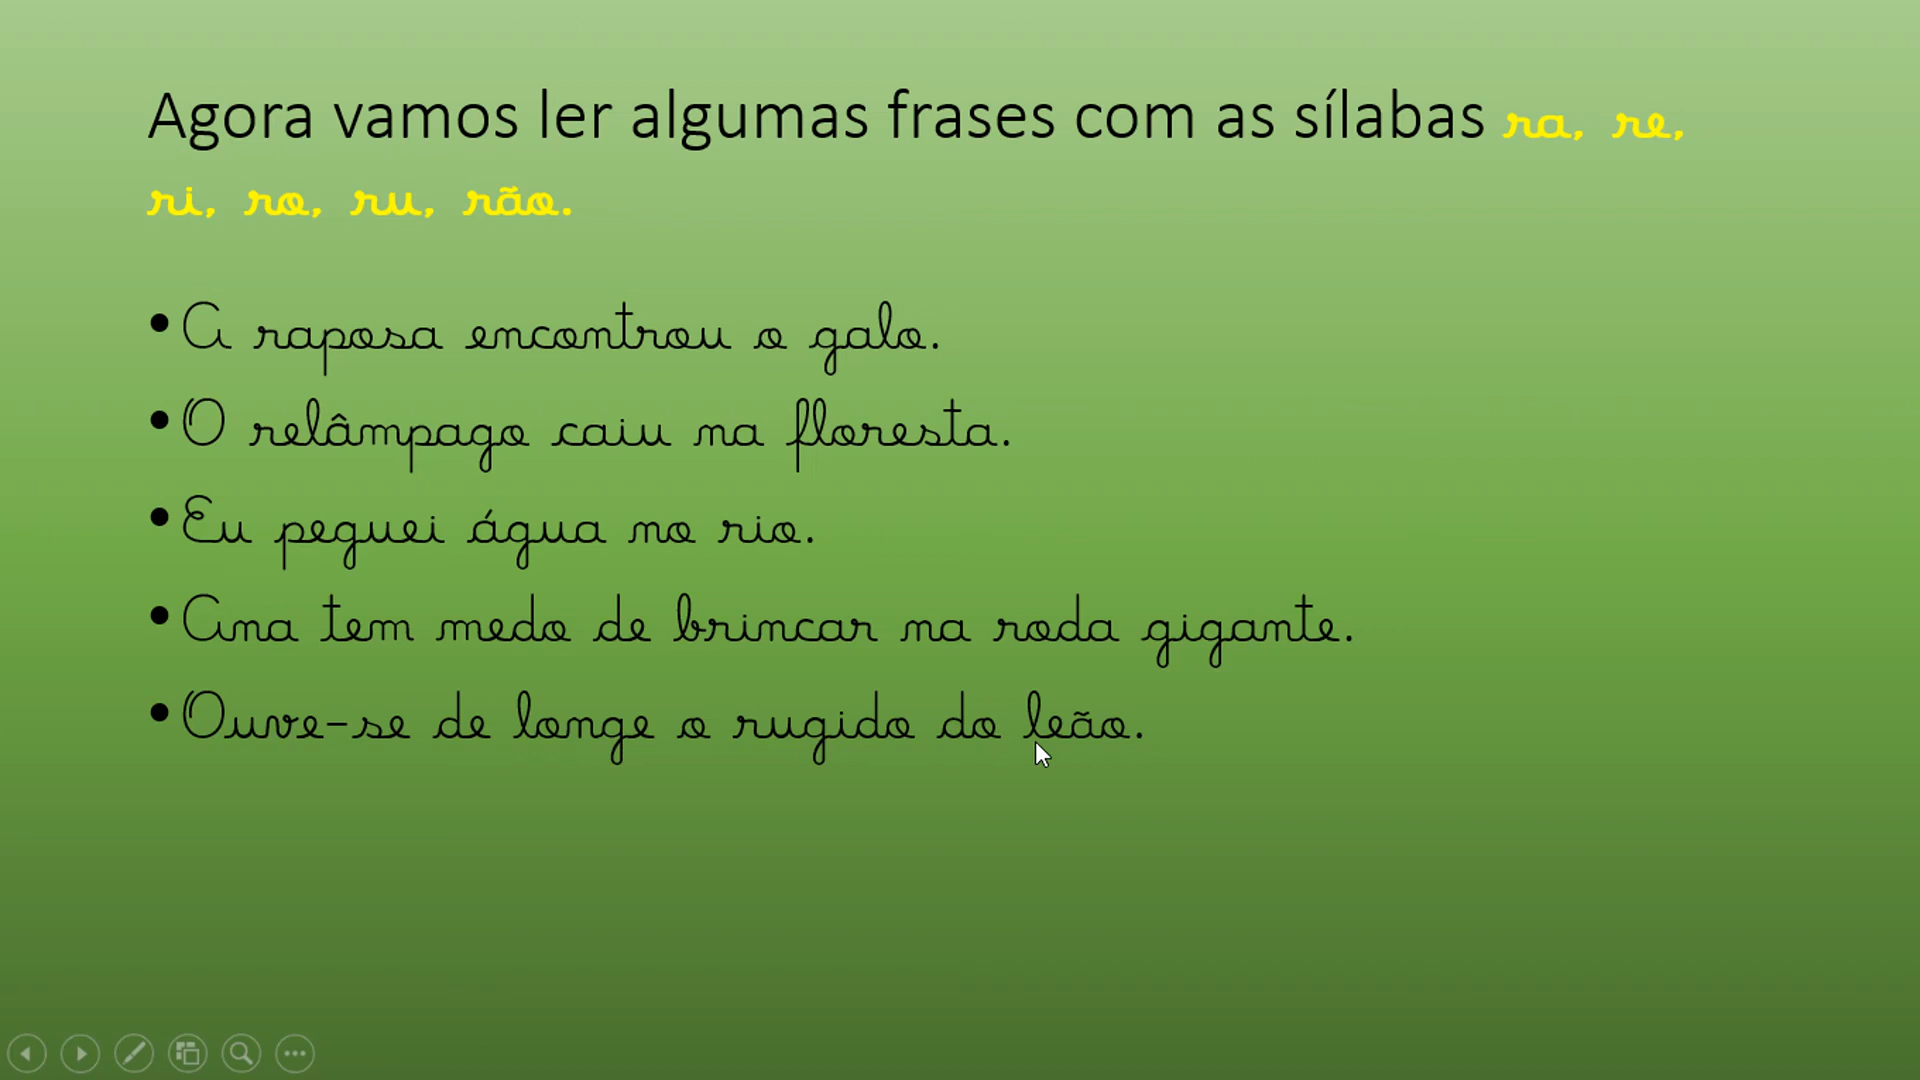 Agora vamos ler algumas frases com as sílabas ra, re,
ri, ro, ru, rão.
• A raposa encontrou o galo.
• O relâmpago caiu na floresta.
• Eu peguei água no rio.
• Ana tem medo de brincar na roda gigante.
• Ouve-se de longe o rugido do leão.